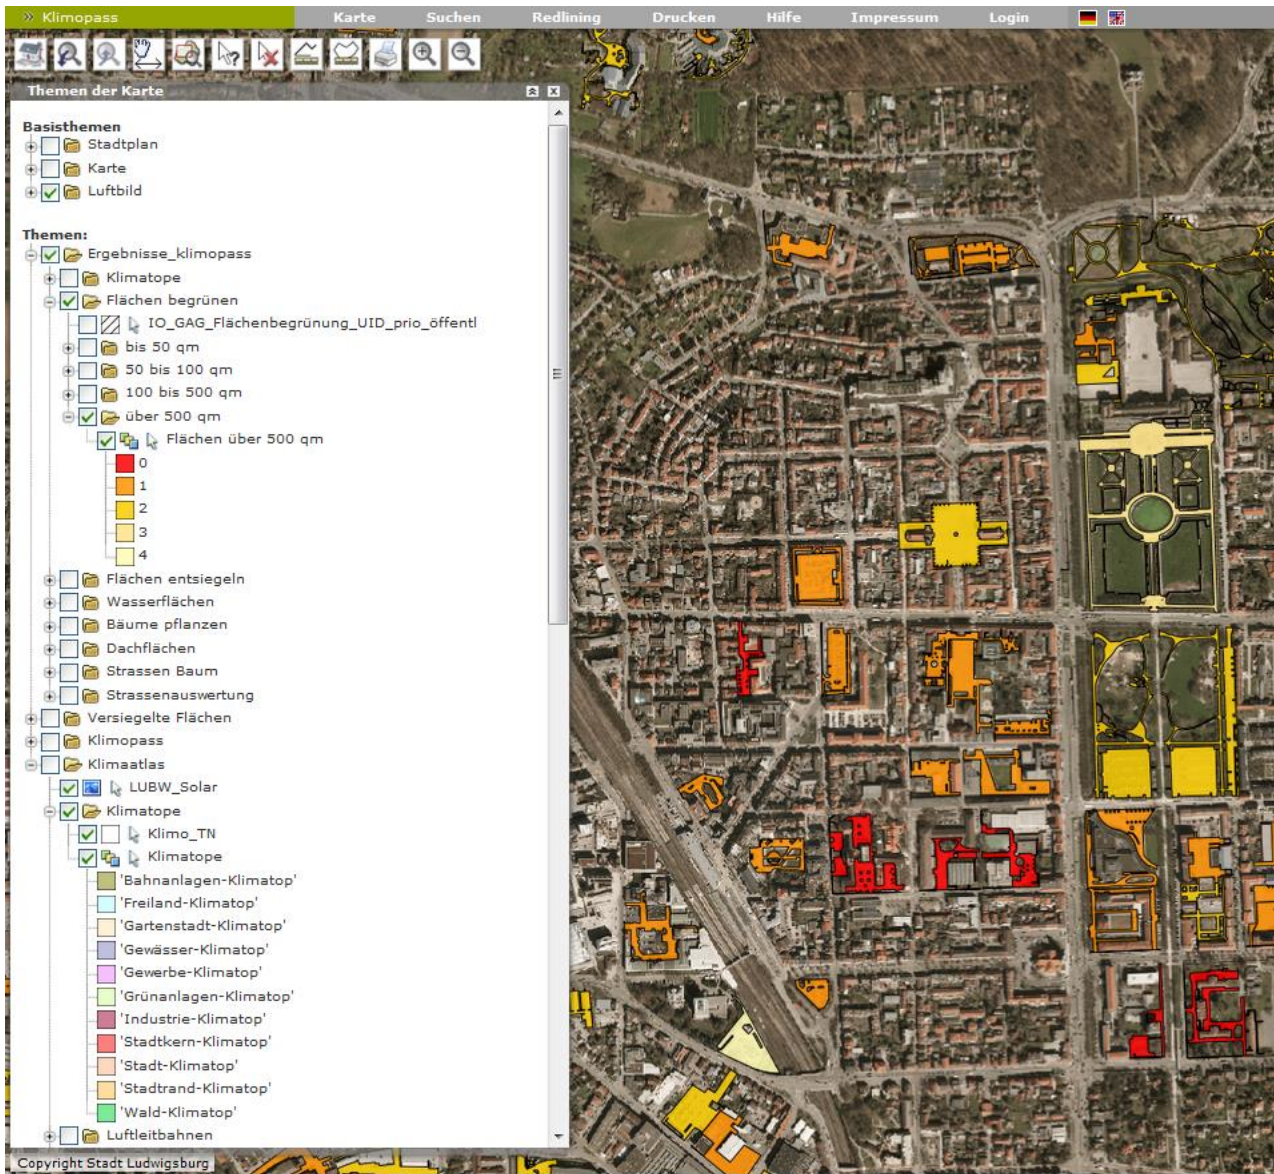 » Klimopass Karte Suchen Redlining Drucken Hilfe Impressum Login
Themen der Karte
Basisthemen
Stadtplan
Karte
Luftbild
Themen:
Ergebnisse_klimopass
Klimatope
Flächen begrünen
IO_GAG_Flächenbegrünung_UID_prio_öffentl
bis 50 qm
50 bis 100 qm
100 bis 500 qm
über 500 qm
Flächen über 500 qm
0
1
2
3
4
Flächen entsiegeln
Wasserflächen
Bäume pflanzen
Dachflächen
Strassen Baum
Strassenauswertung
Versiegelte Flächen
Klimopass
Klimaatlas
LUBW_Solar
Klimatope
Klimo_TN
Klimatope
'Bahnanlagen-Klimatop'
'Freiland-Klimatop'
'Gartenstadt-Klimatop'
'Gewässer-Klimatop'
'Gewerbe-Klimatop'
'Grünanlagen-Klimatop'
'Industrie-Klimatop'
'Stadtkern-Klimatop'
'Stadt-Klimatop'
'Stadtrand-Klimatop'
'Wald-Klimatop'
Luftleitbahnen
Copyright Stadt Ludwigsburg